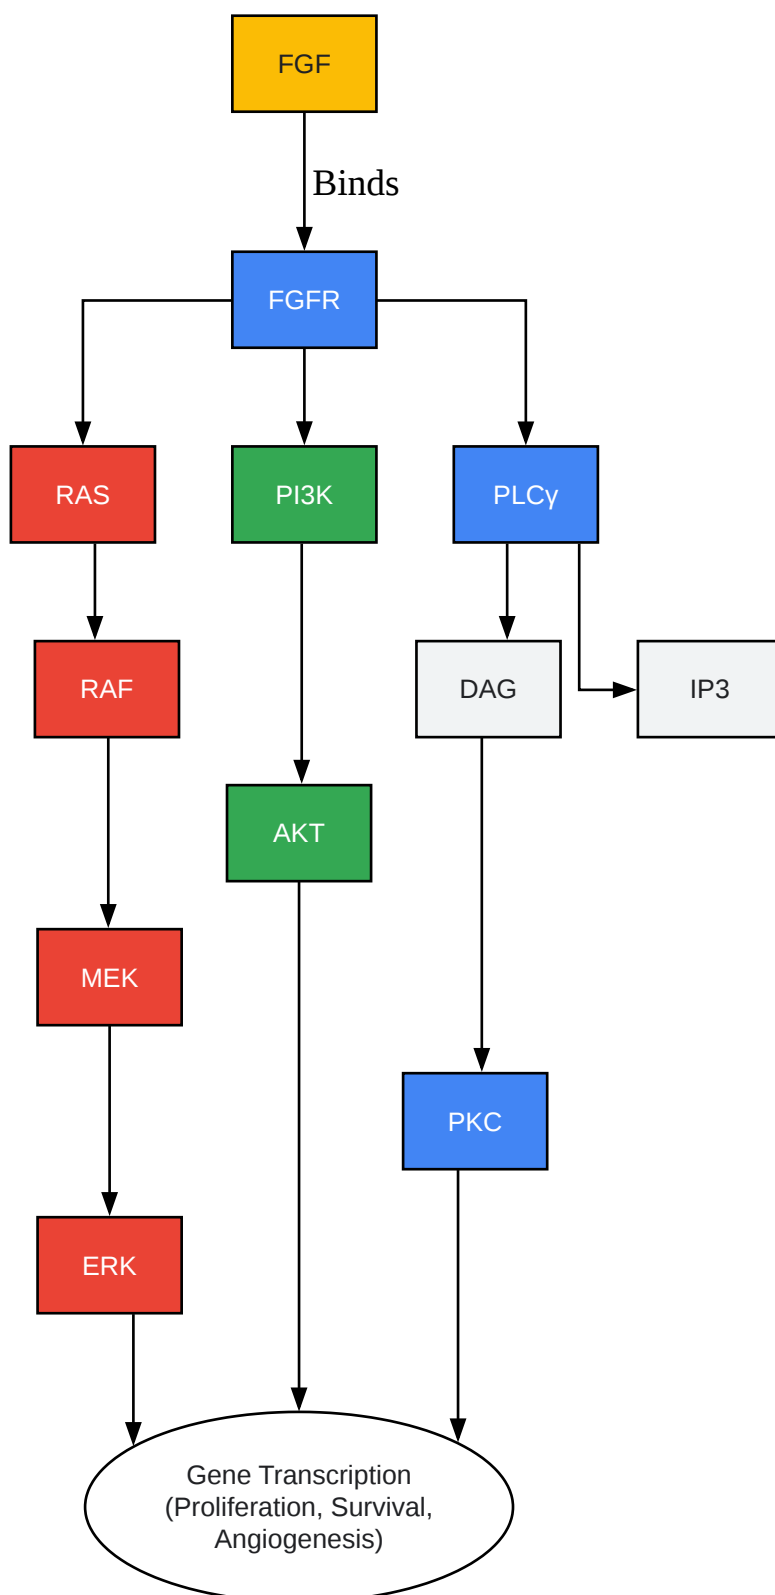 FGF
Binds
FGFR
RAS
PI3K
PLCγ
RAF
DAG
IP3
AKT
MEK
PKC
ERK
Gene Transcription
(Proliferation, Survival,
Angiogenesis)